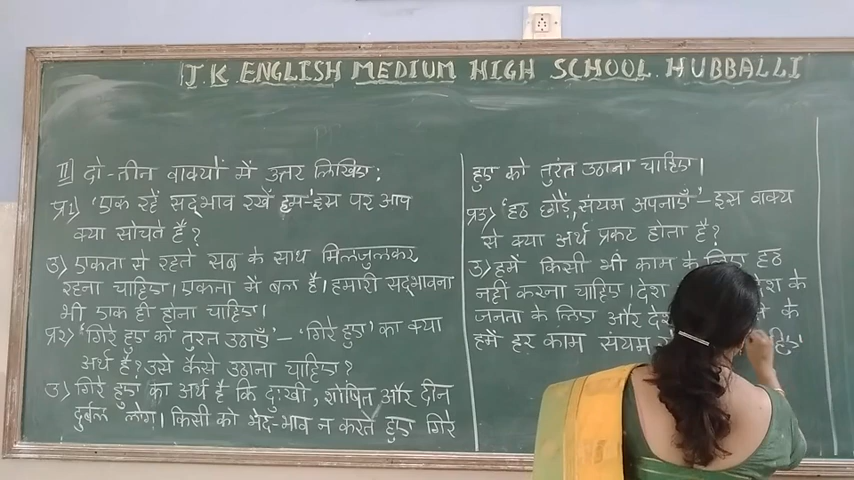 J.K. ENGLISH MEDIUM HIGH SCHOOL. HUBBALLI
II] दो-तीन वाक्यों में उत्तर लिखिए:
प्र1> 'एक रहें सद्भाव रखें हम'-इस पर आप
क्या सोचते हैं?
उ> एकता से रहते सब के साथ मिलजुलकर
रहना चाहिए। एकता में बल है। हमारी सद्भावना
भी एक ही होना चाहिए।
प्र2> 'गिरे हुए को तुरत उठाएँ'-'गिरे हुए' का क्या
अर्थ है? उसे कैसे उठाना चाहिए?
उ> गिरे हुए का अर्थ है कि दुःखी, शोषित और दीन
दुर्बल लोग। किसी को भेद-भाव न करते हुए गिरे
हुए को तुरंत उठाना चाहिए।
प्र3> 'हठ छोड़ें, संयम अपनाएँ'-इस वाक्य
से क्या अर्थ प्रकट होता है?
उ> हमें किसी भी काम के लिए हठ
नहीं करना चाहिए। देश के
जनता के लिए और के
हमें हर काम संयम